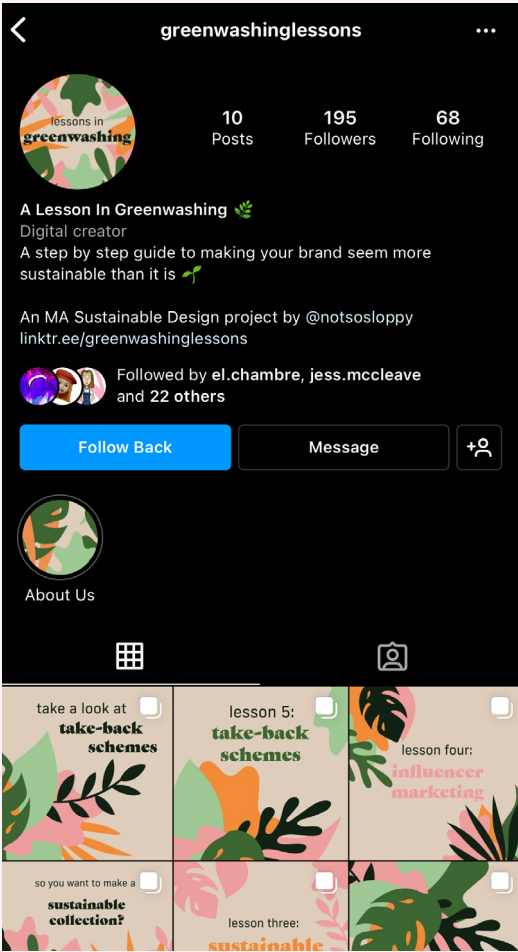 greenwashinglessons
lessons in
greenwashing
10
Posts
195
Followers
68
Following
A Lesson In Greenwashing 🌿
Digital creator
A step by step guide to making your brand seem more
sustainable than it is 🌱
An MA Sustainable Design project by @notsosloppy
linktr.ee/greenwashinglessons
Followed by el.chambre, jess.mccleave
and 22 others
Follow Back
Message
About Us
take a look at
take-back
schemes
lesson 5:
take-back
schemes
lesson four:
influencer
marketing
so you want to make a
sustainable
collection?
lesson three:
sustainable